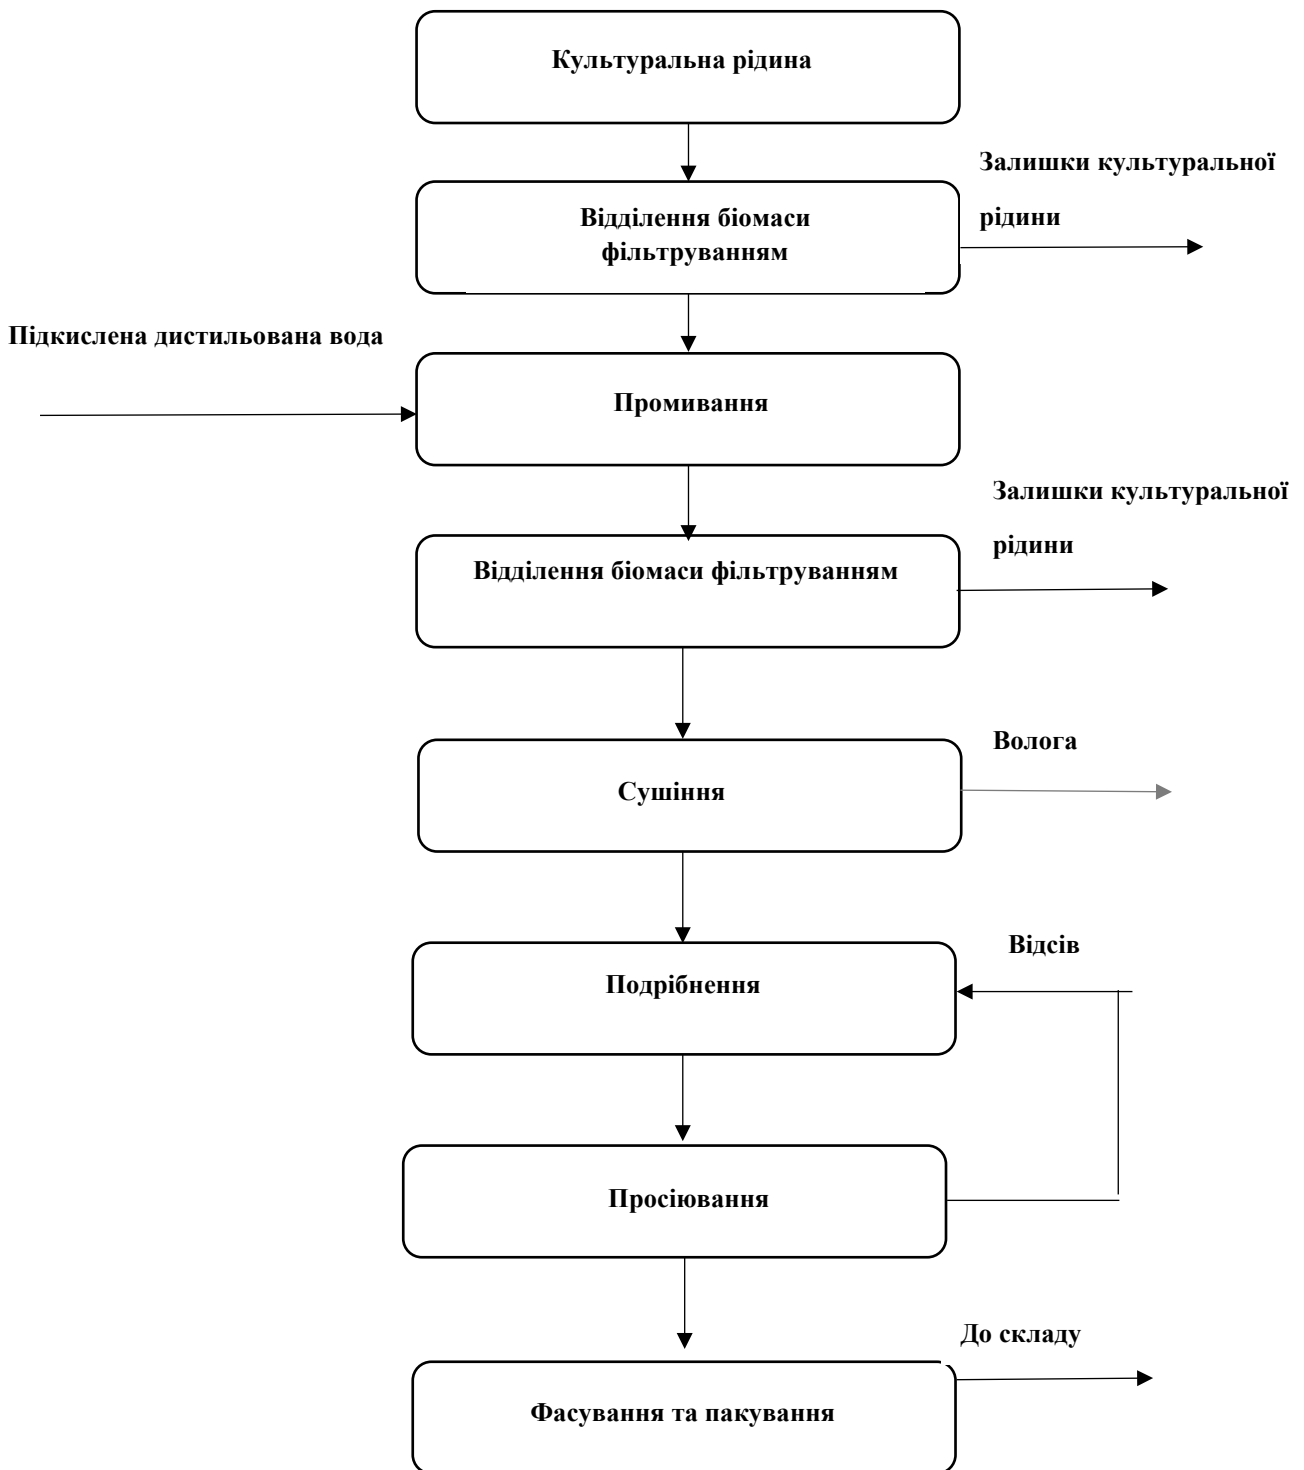 Культуральна рідина
Залишки культуральної
рідини
Відділення біомаси
фільтруванням
Підкислена дистильована вода
Промивання
Залишки культуральної
рідини
Відділення біомаси фільтруванням
Волога
Сушіння
Відсів
Подрібнення
Просіювання
До складу
Фасування та пакування